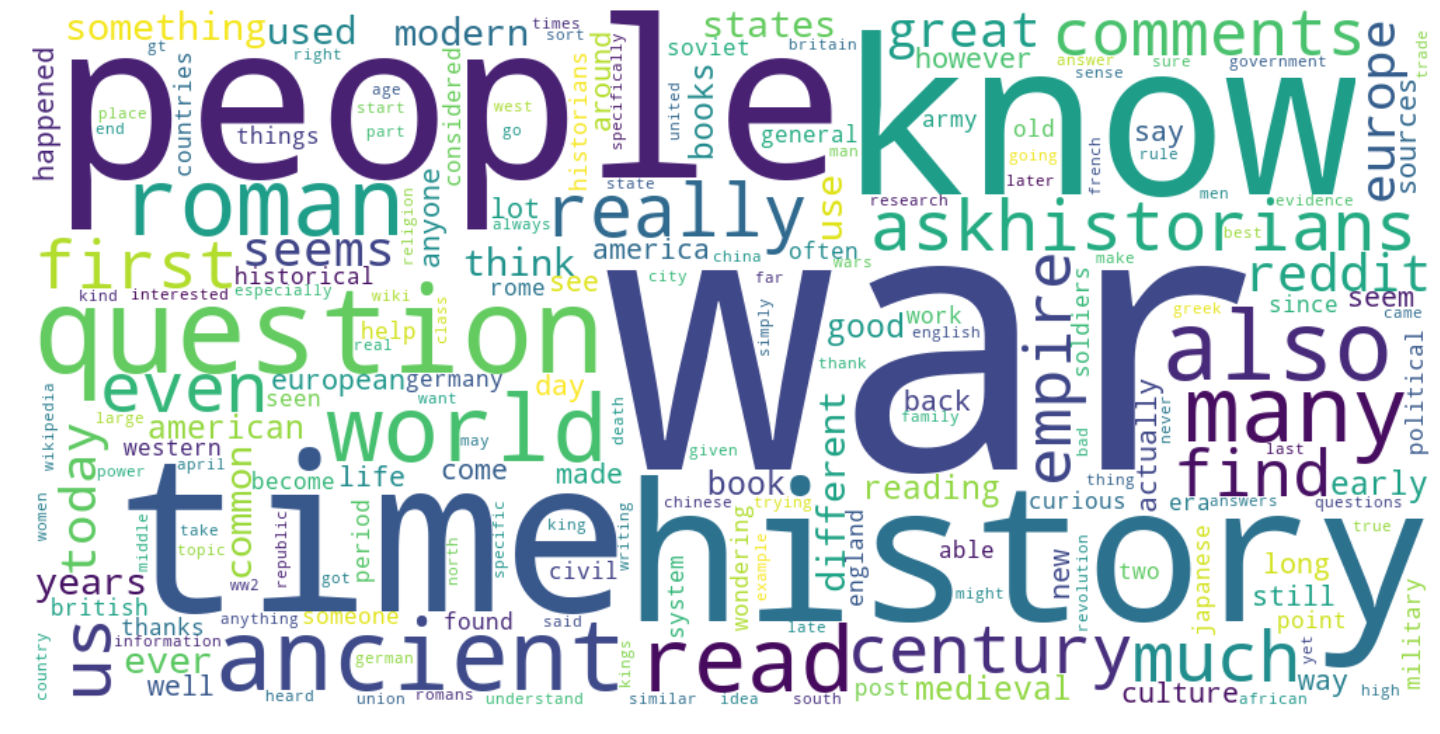 something
used
modern
times
sort
states
great
comments
gt
right
soviet
britain
however
answer
sense
sure
government
trade
happened
people
know
europe
sources
countries
considered
historians
around
specifically
united
books
place
end
age
start
part
things
west
go
general
man
army
old
going
later
say
rule
french
roman
religion
anyone
lot
always
state
really
use
research
men
evidence
askhistorians
best
first
seems
historical
think
america
china
often
wars
make
reddit
kind
interested
especially
wiki
class
rome
see
city
far
war
simply
empire
soldiers
greek
since
seem
came
question
help
real
good
work
english
thank
also
political
even
european
germany
seen
want
day
death
back
family
bad
actually
never
many
wikipedia
large
today
american
western
world
may
given
different
last
find
power
april
common
become
life
come
made
book
reading
thing
curious
era
answers
early
questions
women
middle
time
take
topic
ww2
republic
got
period
north
specific
king
writing
civil
history
chinese
trying
wondering
example
system
england
able
might
new
revolution
two
japanese
long
true
still
point
military
years
british
thanks
information
anything
someone
found
said
late
us
country
ever
well
ancient
german
heard
union
romans
understand
kings
read
similar
idea
south
century
post
medieval
much
culture
african
way
yet
high